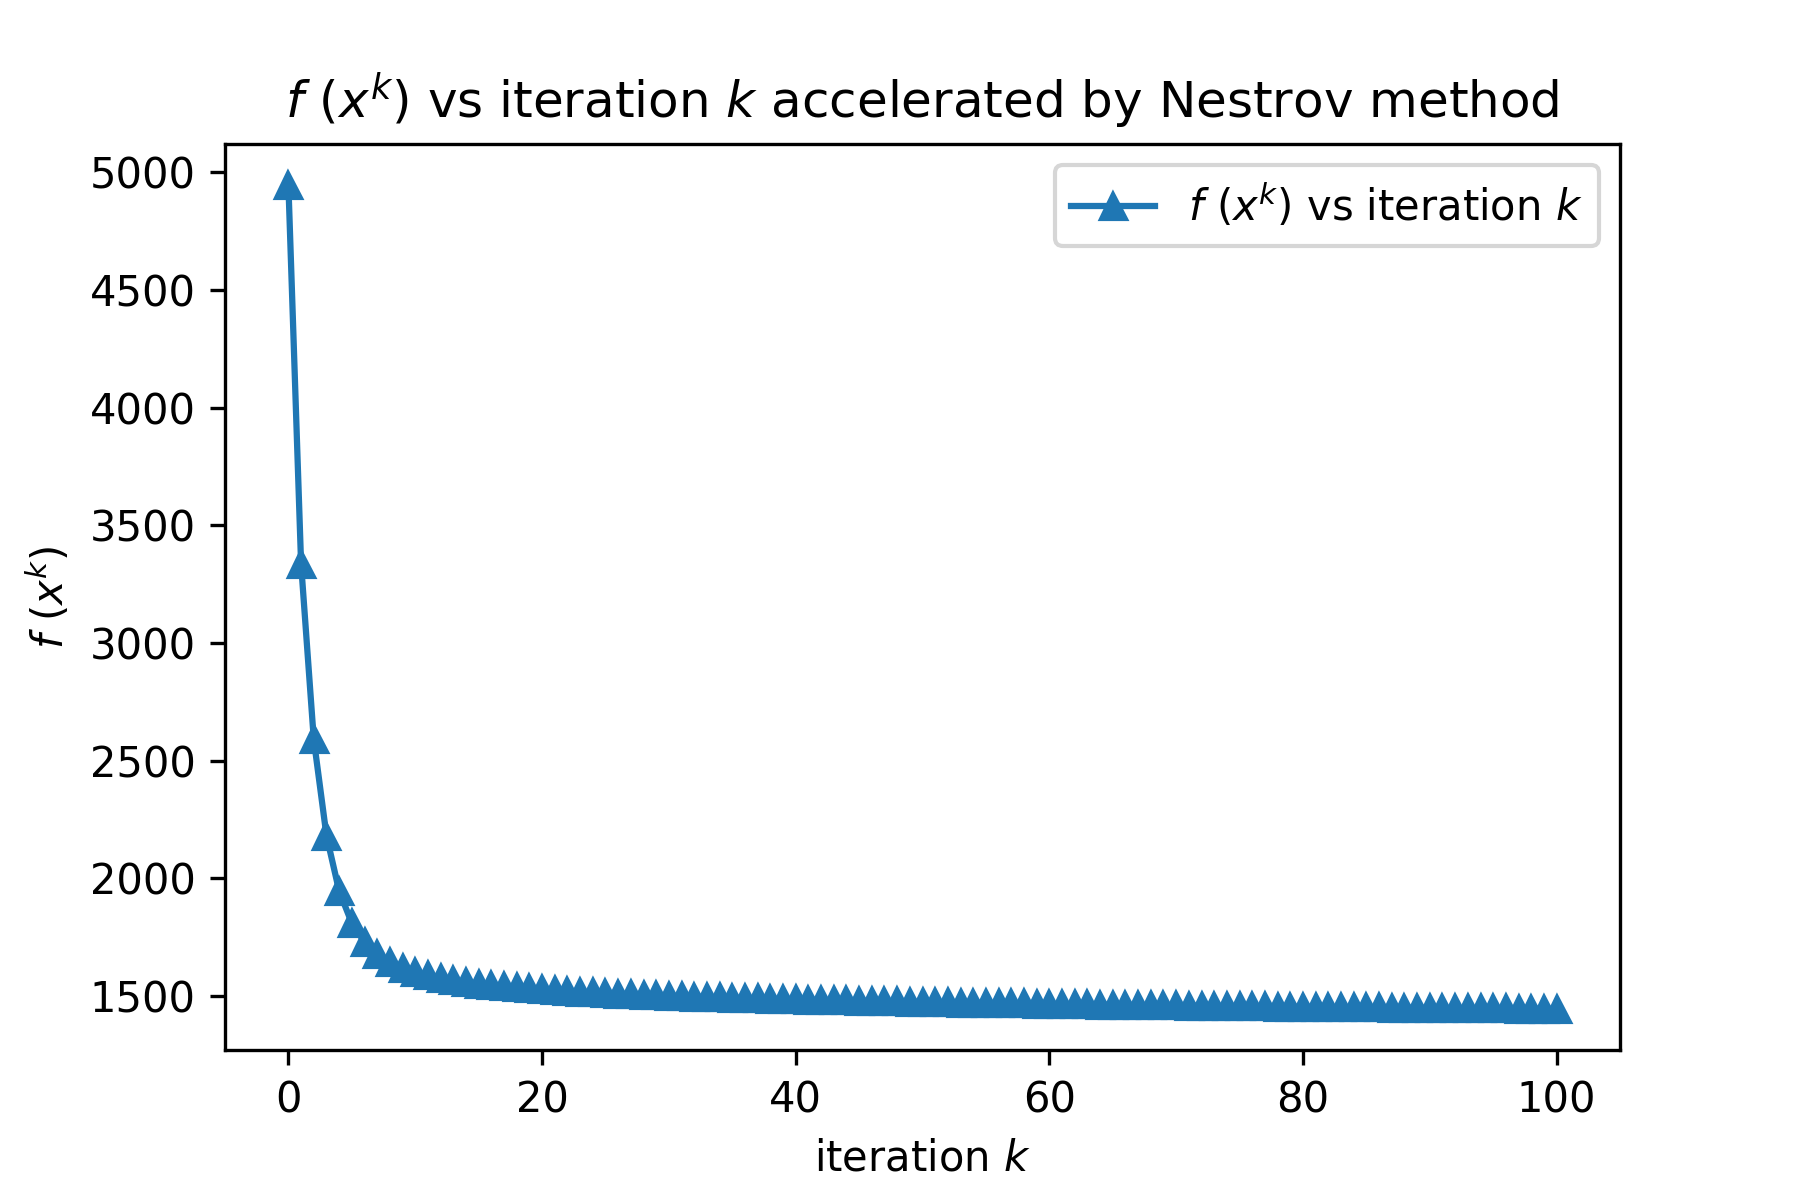 f (x^k) vs iteration k accelerated by Nestrov method
f (x^k) vs iteration k
5000
4500
4000
3500
3000
2500
2000
1500
f (x^k)
0 20 40 60 80 100
iteration k